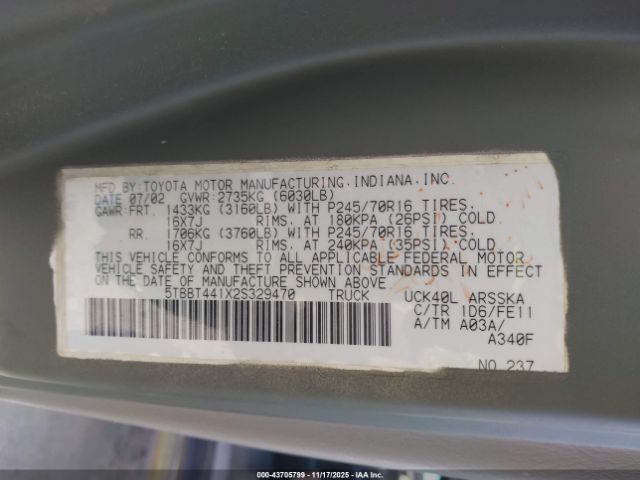 MFD BY:TOYOTA MOTOR MANUFACTURING, INDIANA, INC.
DATE 07/02 GVWR:2735KG (6030LB)
GAWR:FRT. 1433KG (3160LB) WITH P245/70R16 TIRES,
16X7J RIMS, AT 180KPA (26PSI) COLD.
RR. 1706KG (3760LB) WITH P245/70R16 TIRES,
16X7J RIMS, AT 240KPA (35PSI) COLD.
THIS VEHICLE CONFORMS TO ALL APPLICABLE FEDERAL MOTOR
VEHICLE SAFETY AND THEFT PREVENTION STANDARDS IN EFFECT
ON THE DATE OF MANUFACTURE SHOWN ABOVE.
5TBBT441X2S329470 TRUCK UCK40L ARSSKA
C/TR 1D6/FE11
A/TM A03A/
A340F
NO.237
000-43705799 - 11/17/2025 - IAAI.COM